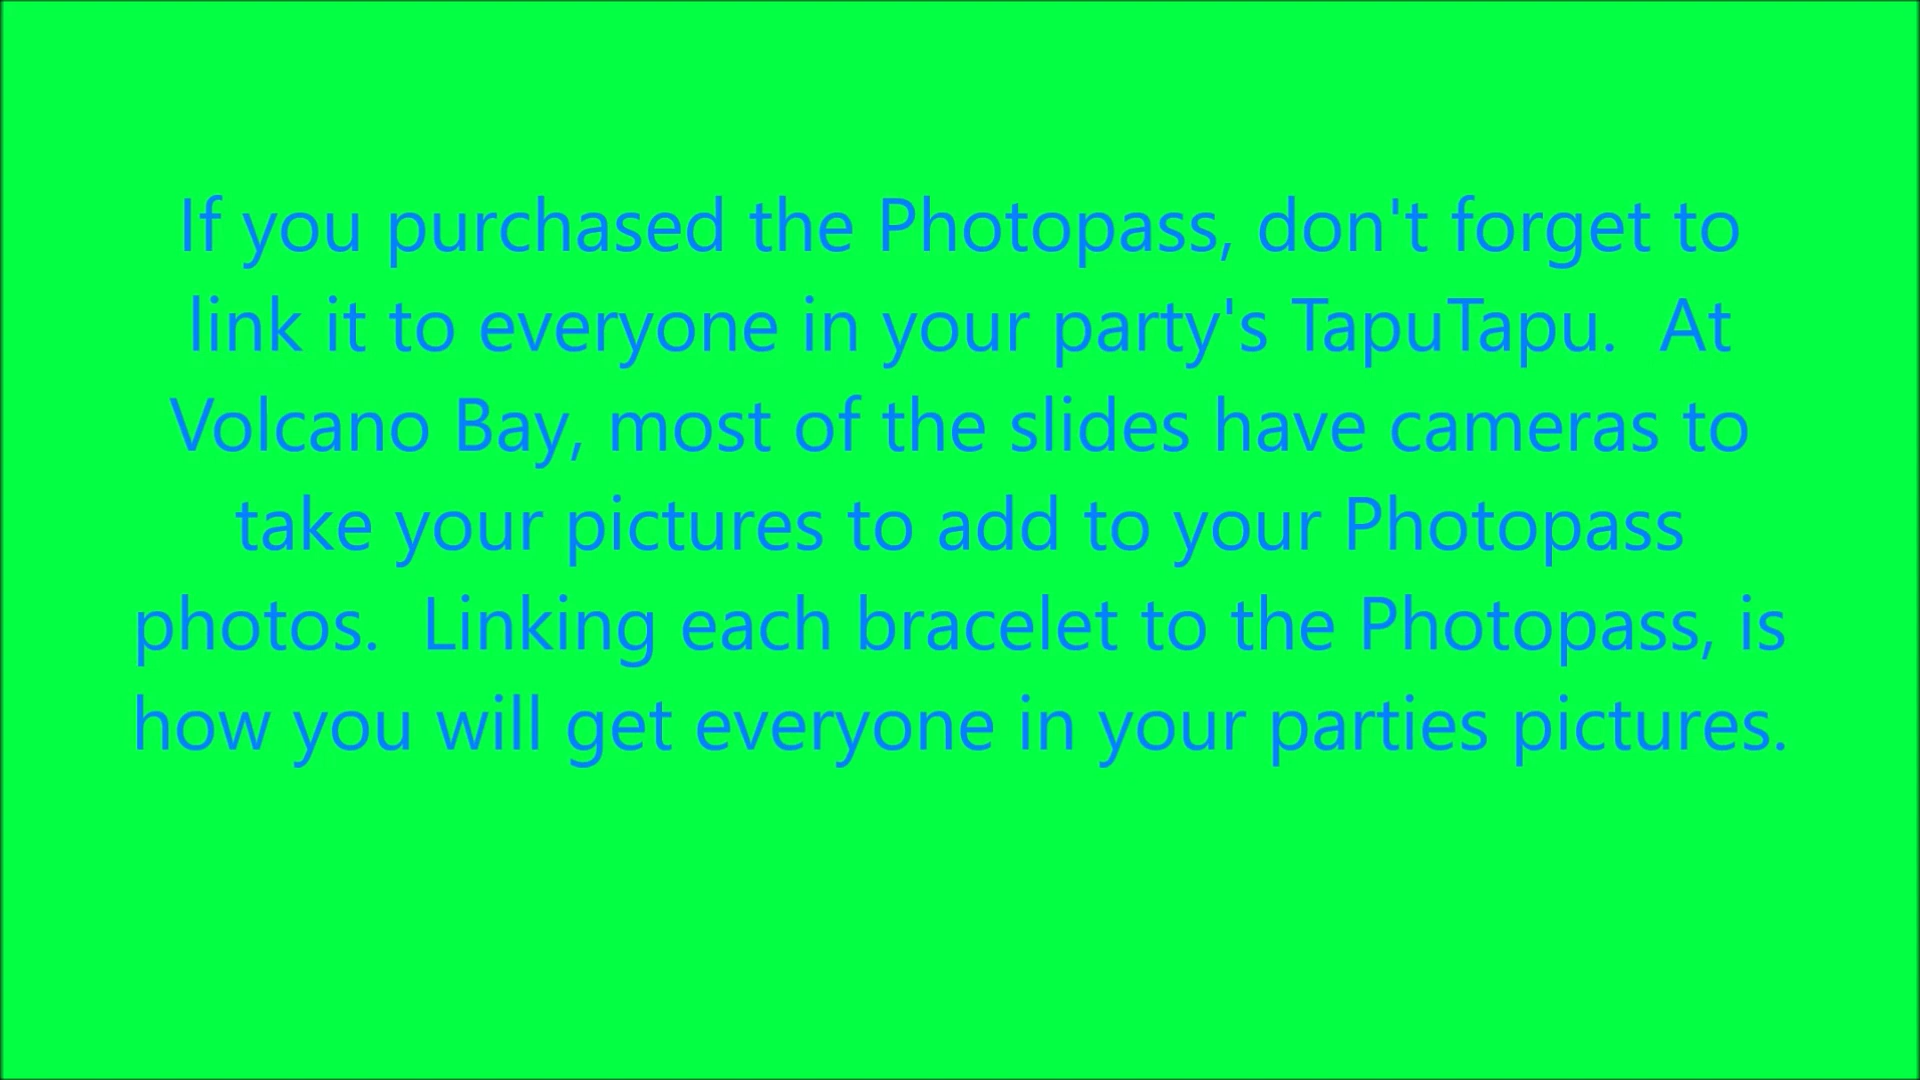 If you purchased the Photopass, don't forget to
link it to everyone in your party's TapuTapu.  At
Volcano Bay, most of the slides have cameras to
take your pictures to add to your Photopass
photos.  Linking each bracelet to the Photopass, is
how you will get everyone in your parties pictures.